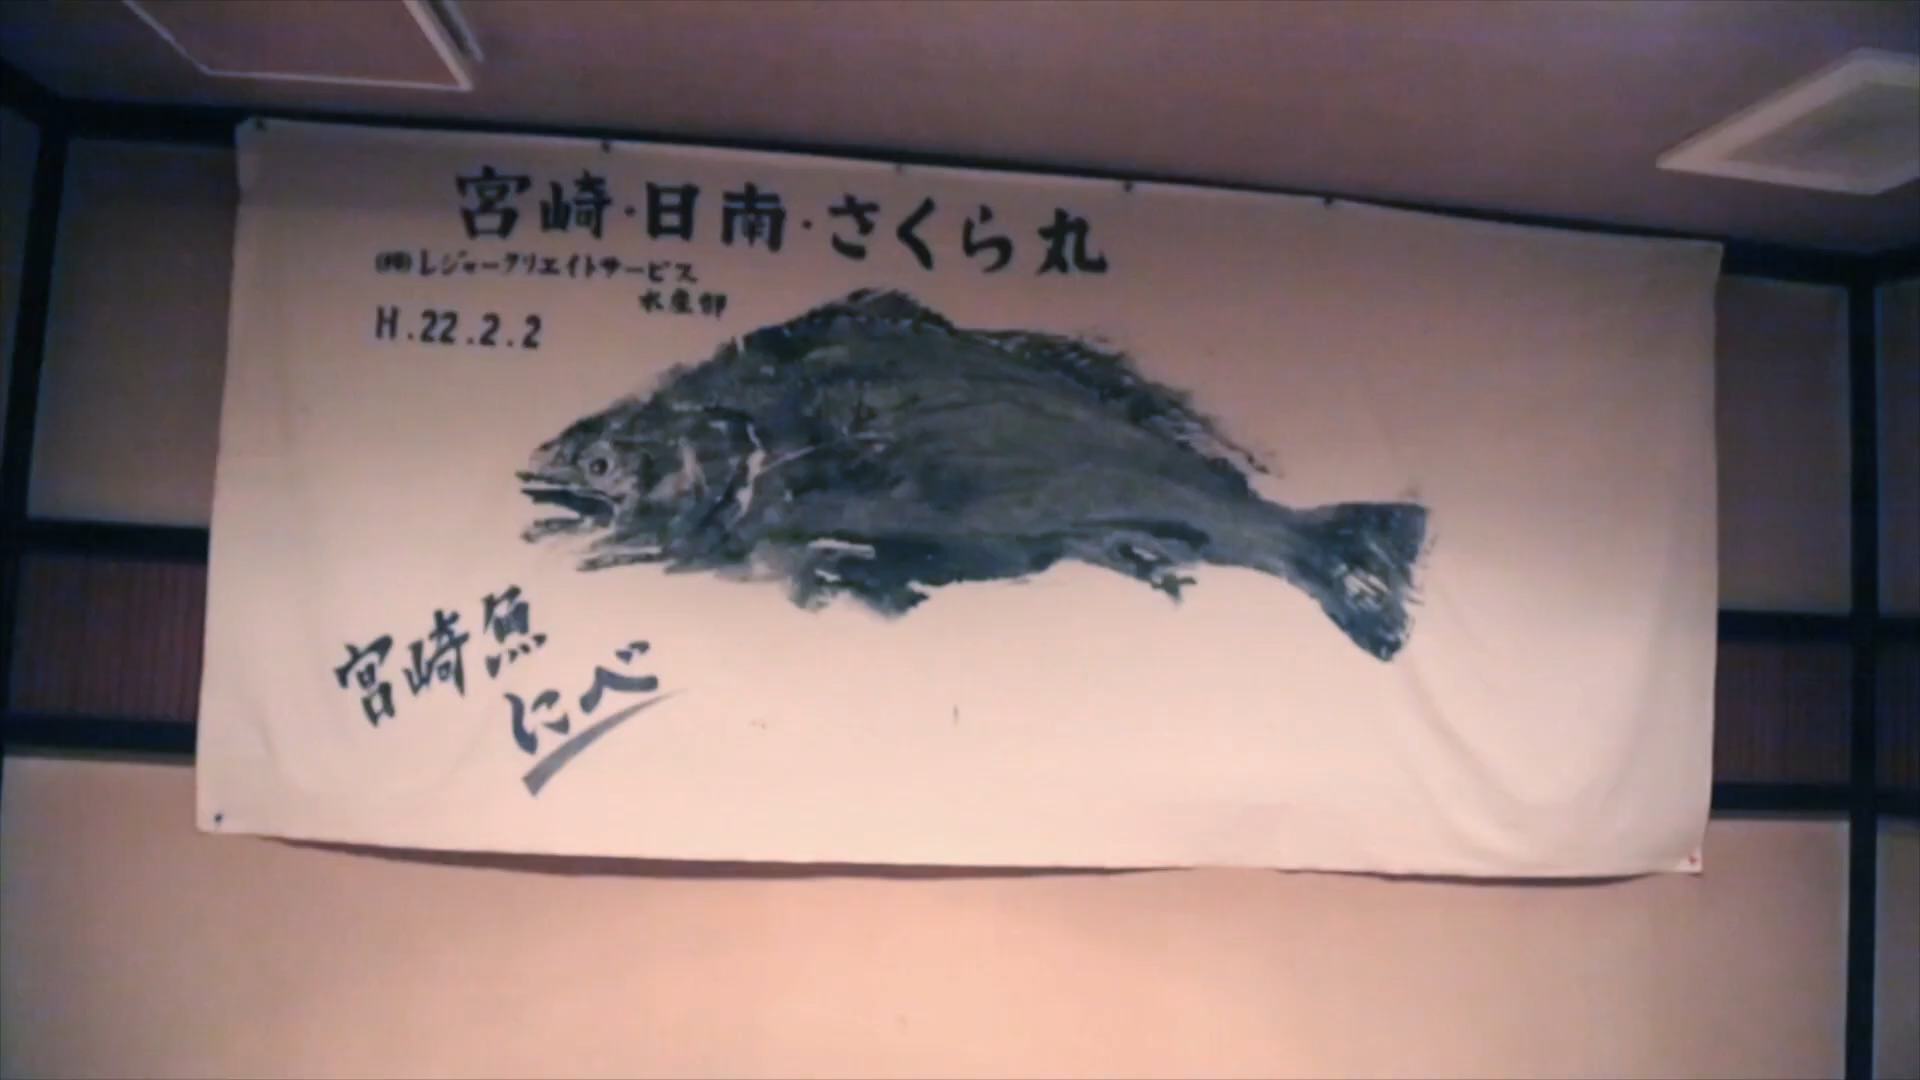 宮崎・日南・さくら丸
㈲レジャークリエイトサービス
水産部
H.22.2.2
宮崎魚
にべ